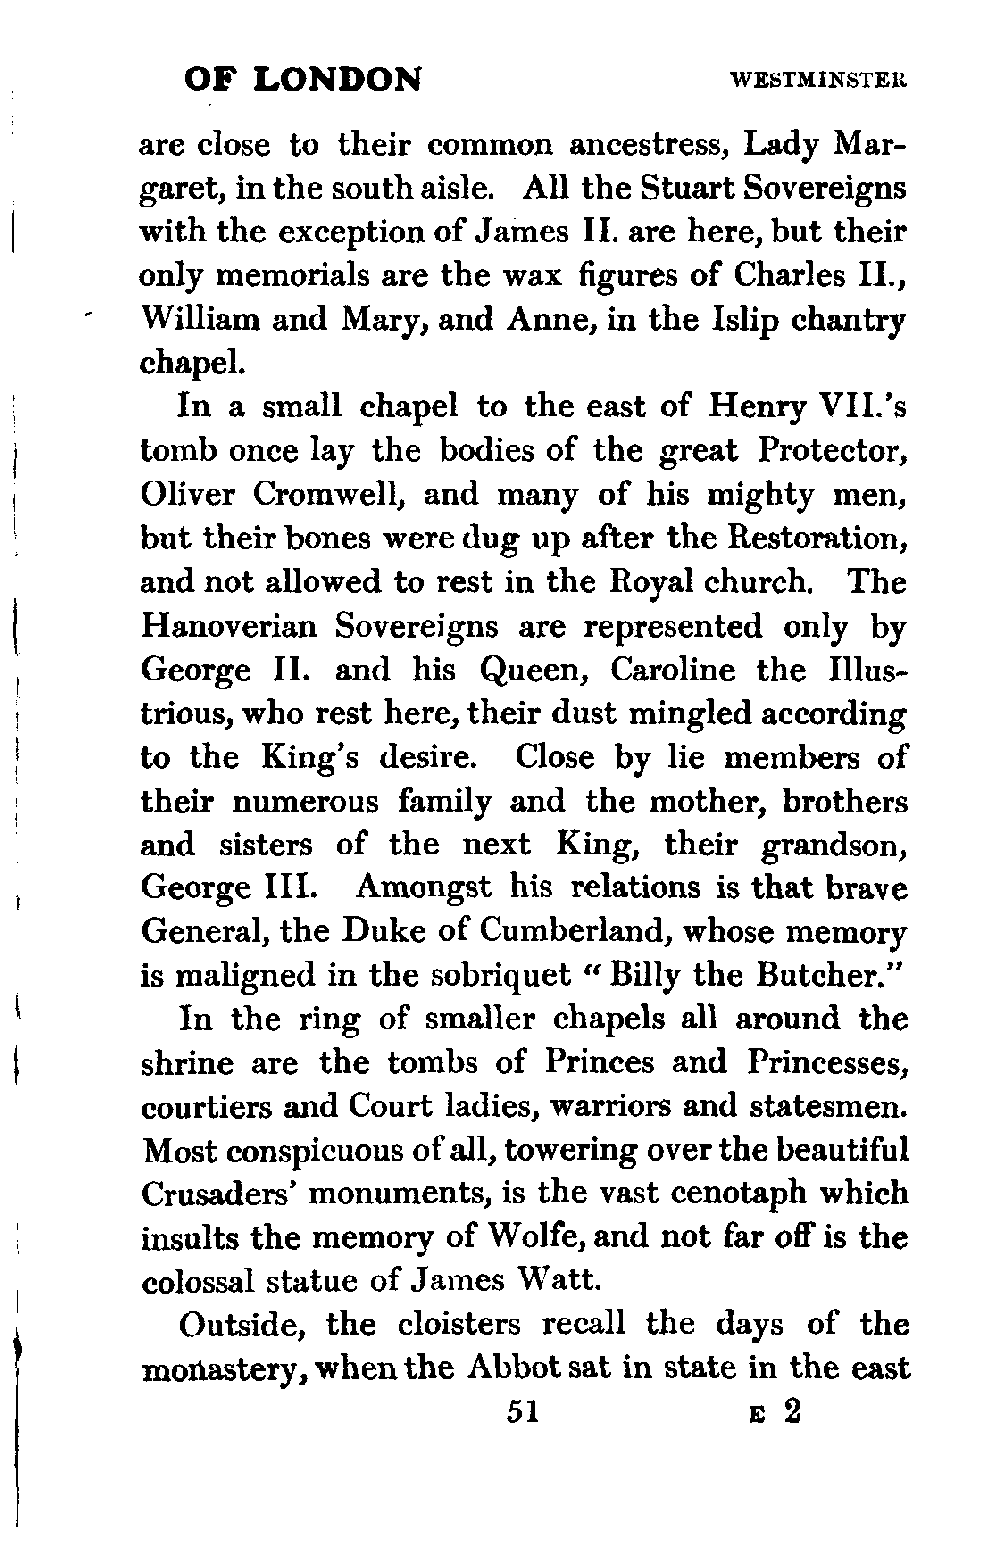 OF LONDON WESTMINSTER
are close to their common ancestress, Lady Mar-
garet, in the south aisle. All the Stuart Sovereigns
with the exception of James II. are here, but their
only memorials are the wax figures of Charles II.,
William and Mary, and Anne, in the Islip chantry
chapel.
In a small chapel to the east of Henry VII.'s
tomb once lay the bodies of the great Protector,
Oliver Cromwell, and many of his mighty men,
but their bones were dug up after the Restoration,
and not allowed to rest in the Royal church. The
Hanoverian Sovereigns are represented only by
George II. and his Queen, Caroline the Illus-
trious, who rest here, their dust mingled according
to the King's desire. Close by lie members of
their numerous family and the mother, brothers
and sisters of the next King, their grandson,
George III. Amongst his relations is that brave
General, the Duke of Cumberland, whose memory
is maligned in the sobriquet "Billy the Butcher."
In the ring of smaller chapels all around the
shrine are the tombs of Princes and Princesses,
courtiers and Court ladies, warriors and statesmen.
Most conspicuous of all, towering over the beautiful
Crusaders' monuments, is the vast cenotaph which
insults the memory of Wolfe, and not far off is the
colossal statue of James Watt.
Outside, the cloisters recall the days of the
monastery, when the Abbot sat in state in the east
51 E 2